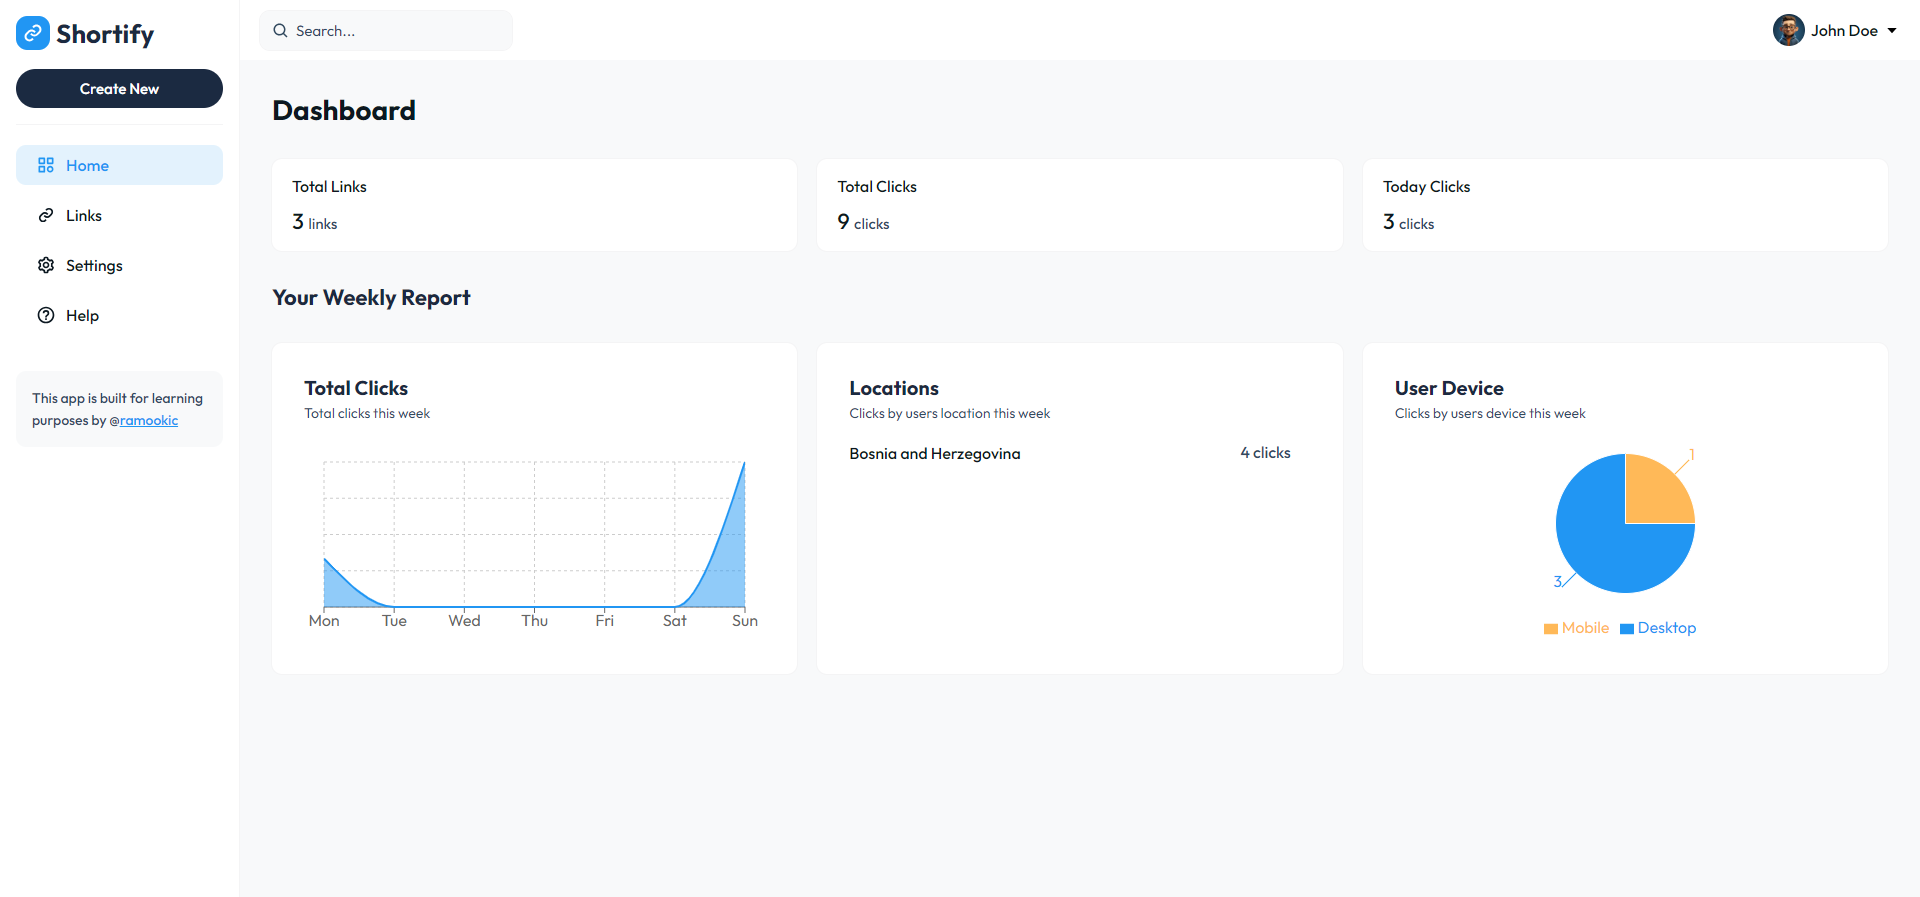 Shortify
Search...
John Doe
Create New
Home
Links
Settings
Help
This app is built for learning
purposes by @ramookic
Dashboard
Total Links
3 links
Total Clicks
9 clicks
Today Clicks
3 clicks
Your Weekly Report
Total Clicks
Total clicks this week
Mon Tue Wed Thu Fri Sat Sun
Locations
Clicks by users location this week
Bosnia and Herzegovina 4 clicks
User Device
Clicks by users device this week
1
3
Mobile Desktop